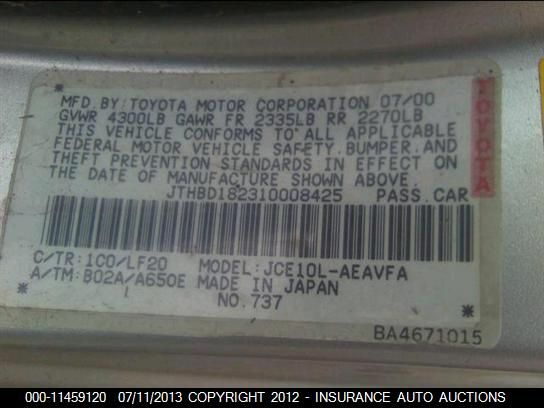 MFD. BY: TOYOTA MOTOR CORPORATION 07/00
GVWR 4300LB GAWR FR 2335LB RR 2270LB
THIS VEHICLE CONFORMS TO ALL APPLICABLE
FEDERAL MOTOR VEHICLE SAFETY, BUMPER, AND
THEFT PREVENTION STANDARDS IN EFFECT ON
THE DATE OF MANUFACTURE SHOWN ABOVE.
JTHBD182310008425 PASS. CAR
C/TR: 1C0/LF20 MODEL: JCE10L-AEAVFA
A/TM: B02A/A650E MADE IN JAPAN
NO. 737
BA4671015
TOYOTA
000-11459120 07/11/2013 COPYRIGHT 2012 - INSURANCE AUTO AUCTIONS